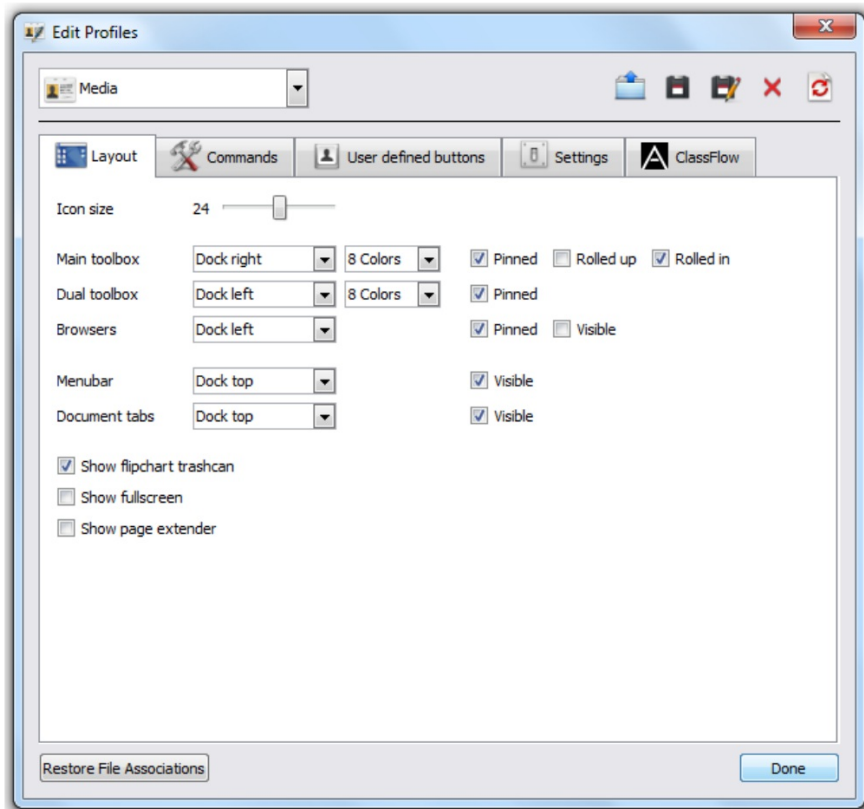 Edit Profiles
Media
Layout Commands User defined buttons Settings ClassFlow
Icon size 24
Main toolbox Dock right 8 Colors Pinned Rolled up Rolled in
Dual toolbox Dock left 8 Colors Pinned
Browsers Dock left Pinned Visible
Menubar Dock top Visible
Document tabs Dock top Visible
Show flipchart trashcan
Show fullscreen
Show page extender
Restore File Associations Done